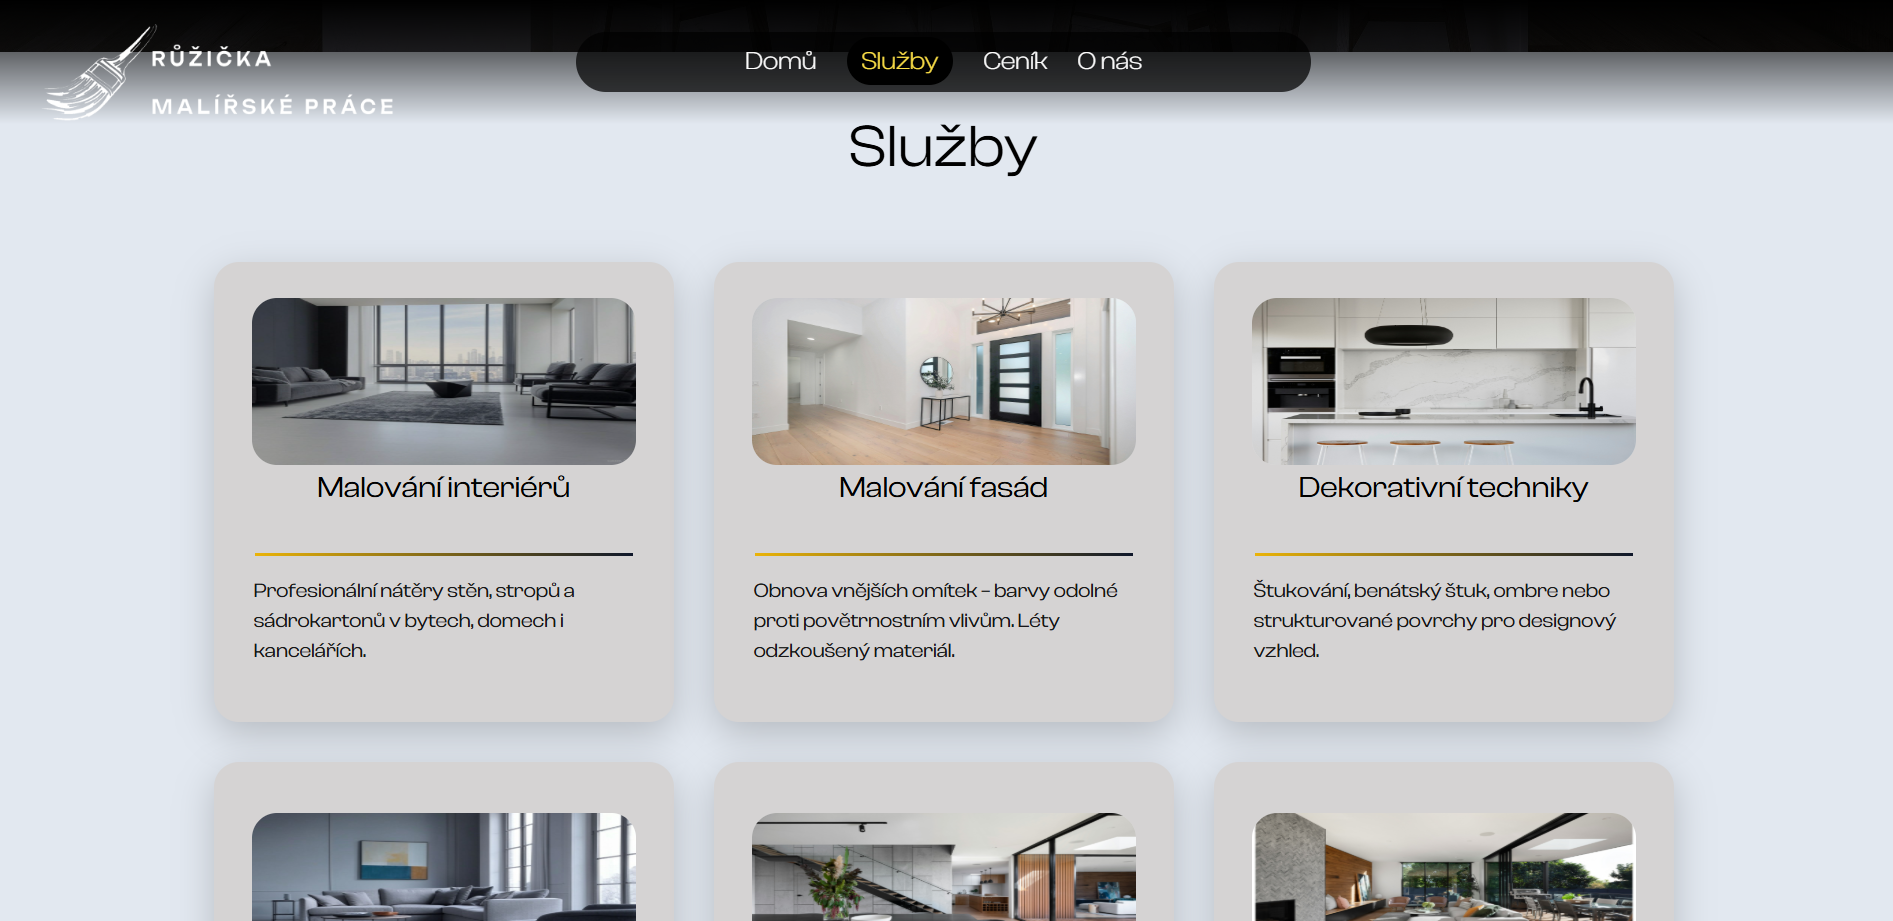 RŮŽIČKA
MALÍŘSKÉ PRÁCE
Domů Služby Ceník O nás
Služby
Malování interiérů
Profesionální nátěry stěn, stropů a
sádrokartonů v bytech, domech i
kancelářích.
Malování fasád
Obnova vnějších omítek – barvy odolné
proti povětrnostním vlivům. Léty
odzkoušený materiál.
Dekorativní techniky
Štukování, benátský štuk, ombre nebo
strukturované povrchy pro designový
vzhled.